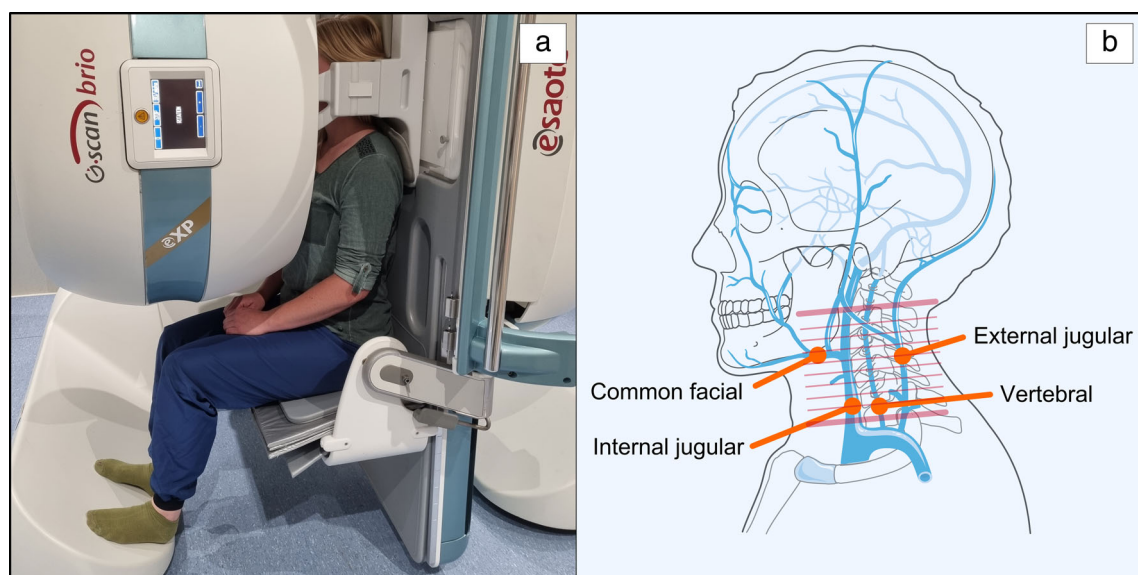 a
G-scan brio
eXP
esaote
b
External jugular
Common facial
Vertebral
Internal jugular